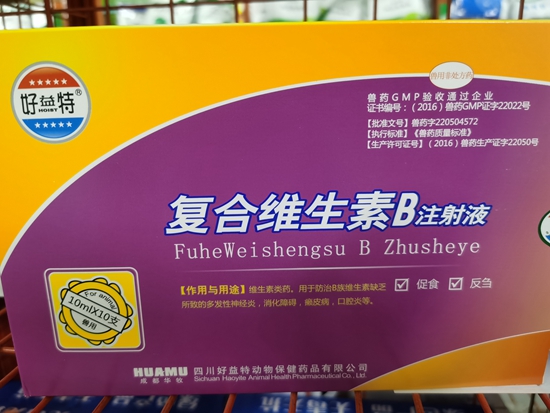 好益特®
HOIST
兽用非处方药
兽药GMP验收通过企业
证书编号：（2016）兽药GMP证字22022号
【批准文号】兽药字220504572
【执行标准】《兽药质量标准》
【生产许可证号】（2016）兽药生产证字22050号
复合维生素B注射液
FuheWeishengsu B Zhusheye
【作用与用途】维生素类药。用于防治B族维生素缺乏
所致的多发性神经炎，消化障碍，癞皮病，口腔炎等。
促食
反刍
For animal
10mlX10支
兽用
HUAMU
成都华牧
四川好益特动物保健药品有限公司
Sichuan Haoyite Animal Health Pharmaceutical Co., Ltd.